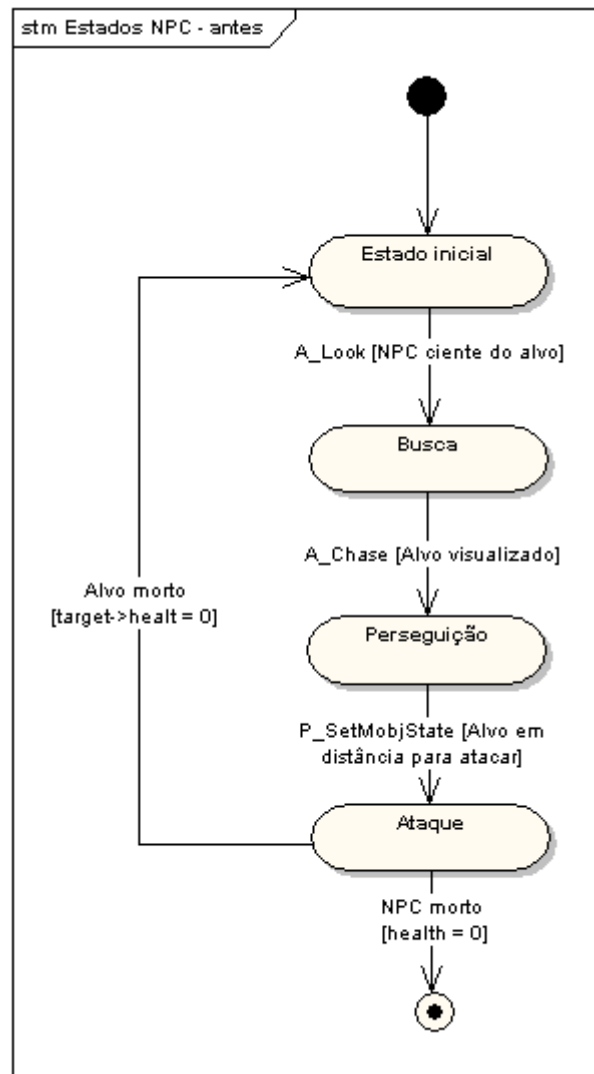 stm Estados NPC - antes
Estado inicial
A_Look [NPC ciente do alvo]
Busca
A_Chase [Alvo visualizado]
Alvo morto
[target->healt = 0]
Perseguição
P_SetMobjState [Alvo em
distância para atacar]
Ataque
NPC morto
[health = 0]